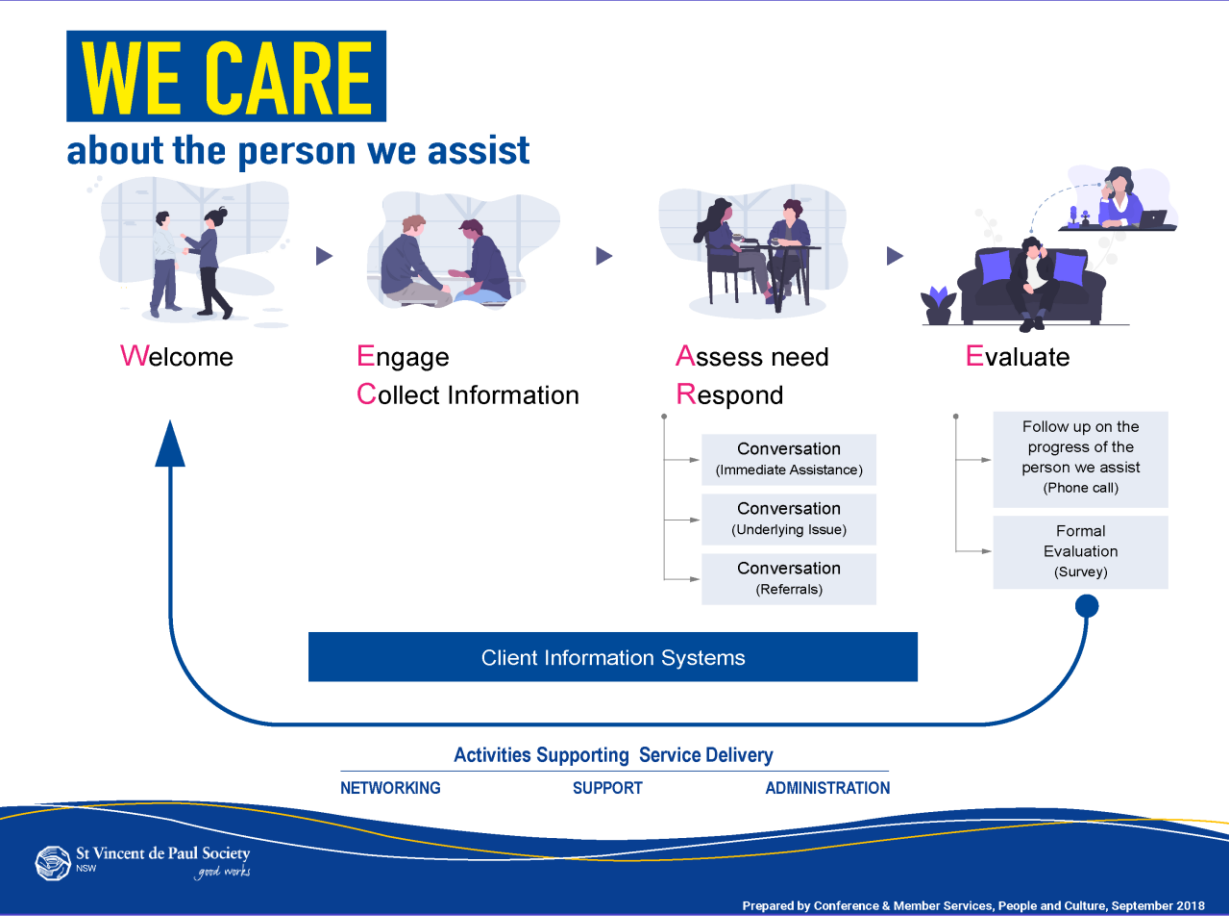 WE CARE
about the person we assist
Welcome
Engage
Collect Information
Assess need
Respond
Conversation
(Immediate Assistance)
Conversation
(Underlying Issue)
Conversation
(Referrals)
Evaluate
Follow up on the
progress of the
person we assist
(Phone call)
Formal
Evaluation
(Survey)
Client Information Systems
Activities Supporting Service Delivery
NETWORKING SUPPORT ADMINISTRATION
St Vincent de Paul Society
NSW
good works
Prepared by Conference & Member Services, People and Culture, September 2018